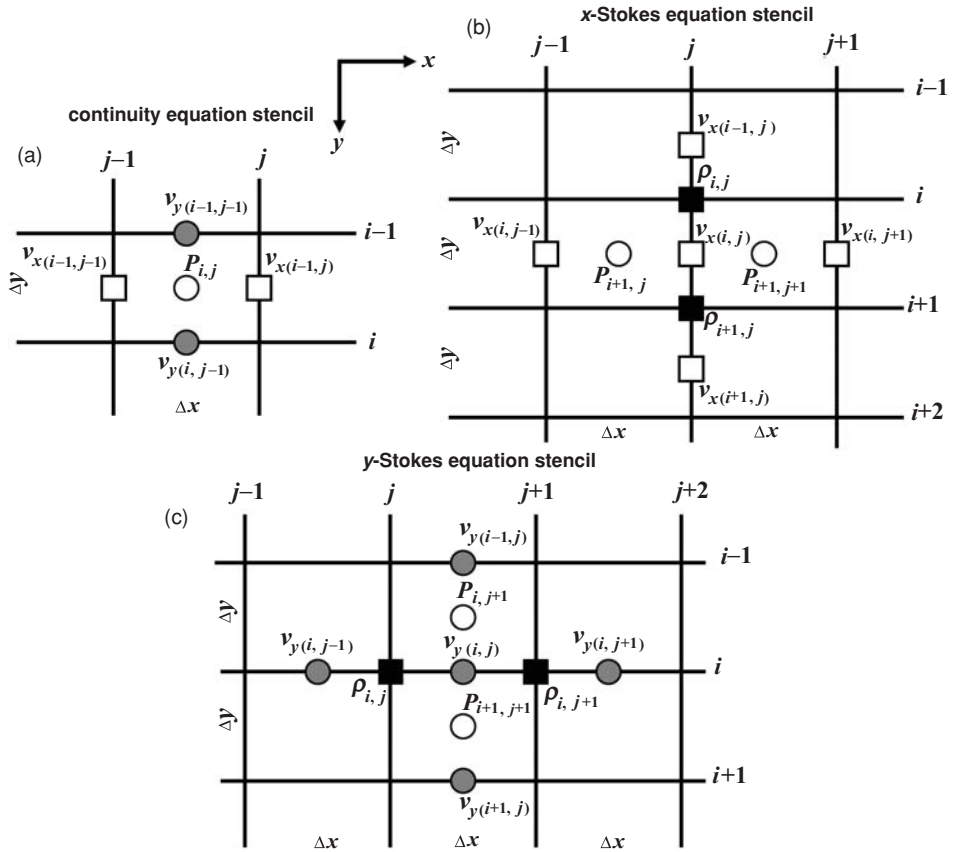 x-Stokes equation stencil
(b)
j–1
j
j+1
x
y
i–1
Δy
v_x(i–1, j)
ρ_i,j
i
v_x(i, j–1)
Δy
v_x(i, j)
v_x(i, j+1)
P_i+1, j
P_i+1, j+1
i+1
ρ_i+1,j
Δy
v_x(i+1, j)
i+2
Δx
Δx
continuity equation stencil
(a)
j–1
j
v_y(i–1, j–1)
i–1
v_x(i–1, j–1)
P_i,j
v_x(i–1, j)
Δy
i
v_y(i, j–1)
Δx
y-Stokes equation stencil
(c)
j–1
j
j+1
j+2
v_y(i–1, j)
i–1
P_i, j+1
Δy
v_y(i, j–1)
v_y(i, j)
v_y(i, j+1)
i
ρ_i, j
ρ_i, j+1
P_i+1, j+1
Δy
i+1
v_y(i+1, j)
Δx
Δx
Δx